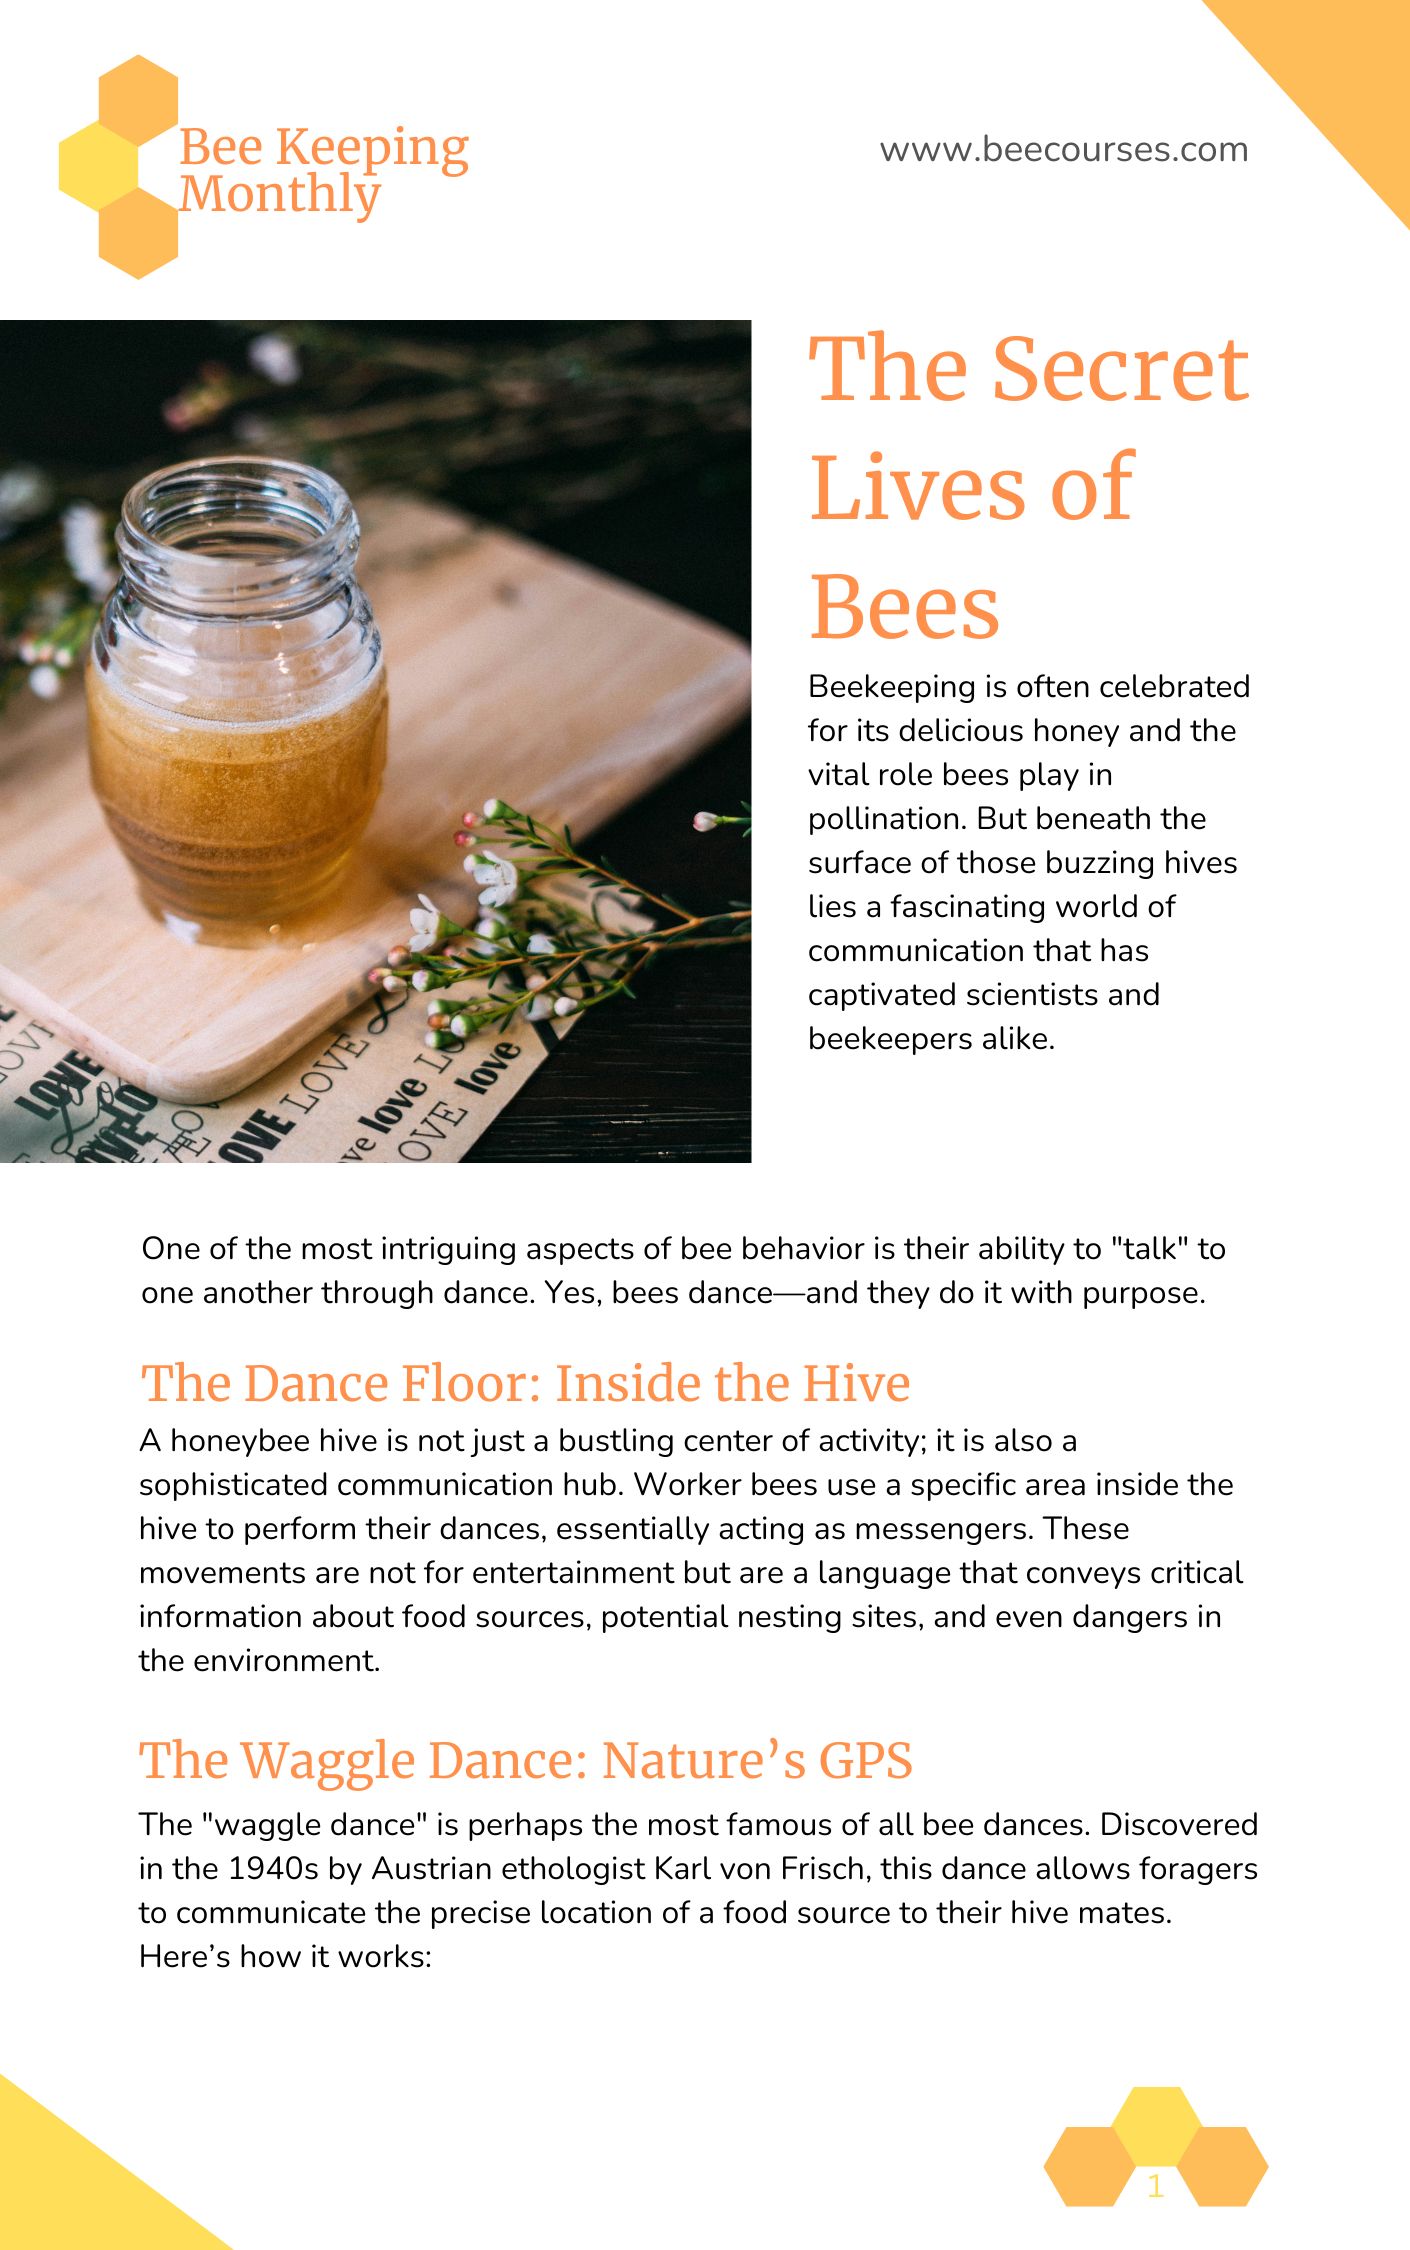 Bee Keeping
Monthly
www.beecourses.com
The Secret
Lives of
Bees
Beekeeping is often celebrated
for its delicious honey and the
vital role bees play in
pollination. But beneath the
surface of those buzzing hives
lies a fascinating world of
communication that has
captivated scientists and
beekeepers alike.
LOVE
LOVE
LOVE
love
love
LOVE
One of the most intriguing aspects of bee behavior is their ability to "talk" to
one another through dance. Yes, bees dance—and they do it with purpose.
The Dance Floor: Inside the Hive
A honeybee hive is not just a bustling center of activity; it is also a
sophisticated communication hub. Worker bees use a specific area inside the
hive to perform their dances, essentially acting as messengers. These
movements are not for entertainment but are a language that conveys critical
information about food sources, potential nesting sites, and even dangers in
the environment.
The Waggle Dance: Nature’s GPS
The "waggle dance" is perhaps the most famous of all bee dances. Discovered
in the 1940s by Austrian ethologist Karl von Frisch, this dance allows foragers
to communicate the precise location of a food source to their hive mates.
Here’s how it works:
1